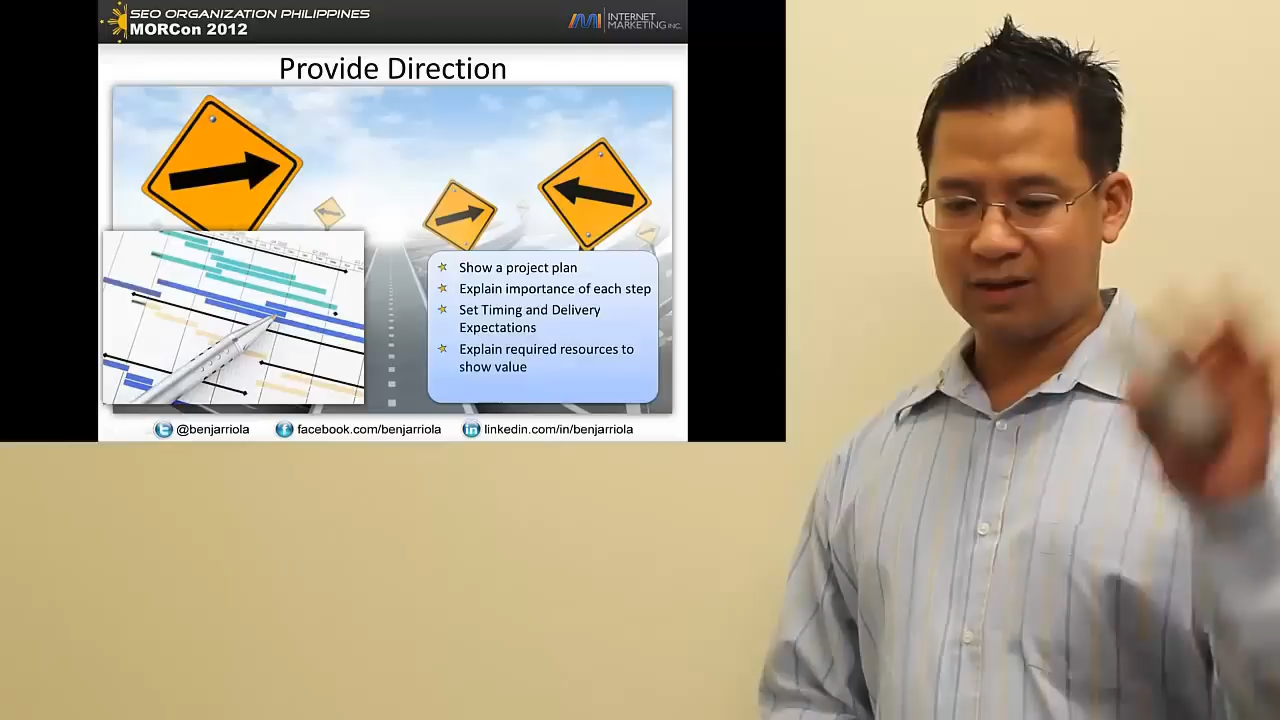 SEO ORGANIZATION PHILIPPINES
MORCon 2012
INTERNET
MARKETING INC.
Provide Direction
Show a project plan
Explain importance of each step
Set Timing and Delivery
Expectations
Explain required resources to
show value
@benjarriola
facebook.com/benjarriola
linkedin.com/in/benjarriola